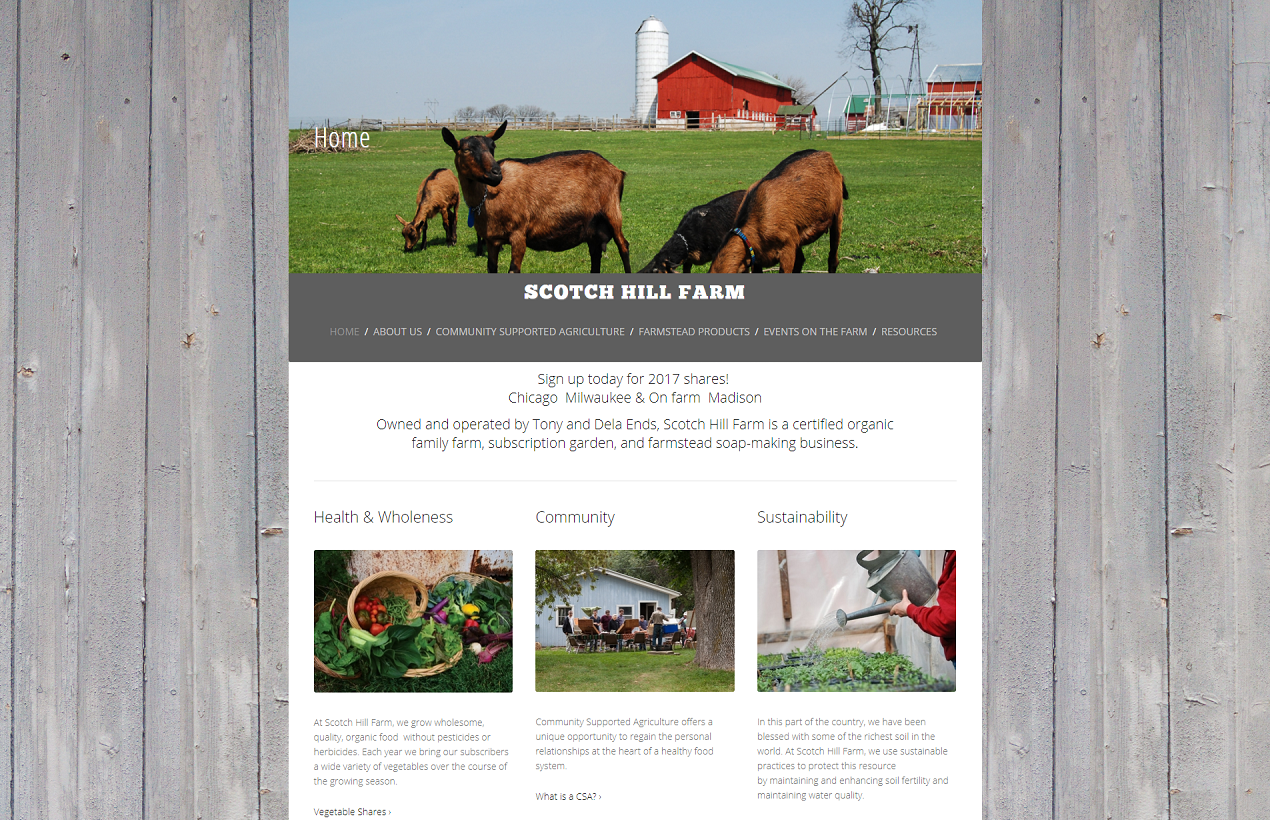 Home
SCOTCH HILL FARM
HOME / ABOUT US / COMMUNITY SUPPORTED AGRICULTURE / FARMSTEAD PRODUCTS / EVENTS ON THE FARM / RESOURCES
Sign up today for 2017 shares!
Chicago  Milwaukee & On farm  Madison
Owned and operated by Tony and Dela Ends, Scotch Hill Farm is a certified organic
family farm, subscription garden, and farmstead soap-making business.
Health & Wholeness
At Scotch Hill Farm, we grow wholesome,
quality, organic food  without pesticides or
herbicides. Each year we bring our subscribers
a wide variety of vegetables over the course of
the growing season.
Vegetable Shares ›
Community
Community Supported Agriculture offers a
unique opportunity to regain the personal
relationships at the heart of a healthy food
system.
What is a CSA? ›
Sustainability
In this part of the country, we have been
blessed with some of the richest soil in the
world. At Scotch Hill Farm, we use sustainable
practices to protect this resource
by maintaining and enhancing soil fertility and
maintaining water quality.